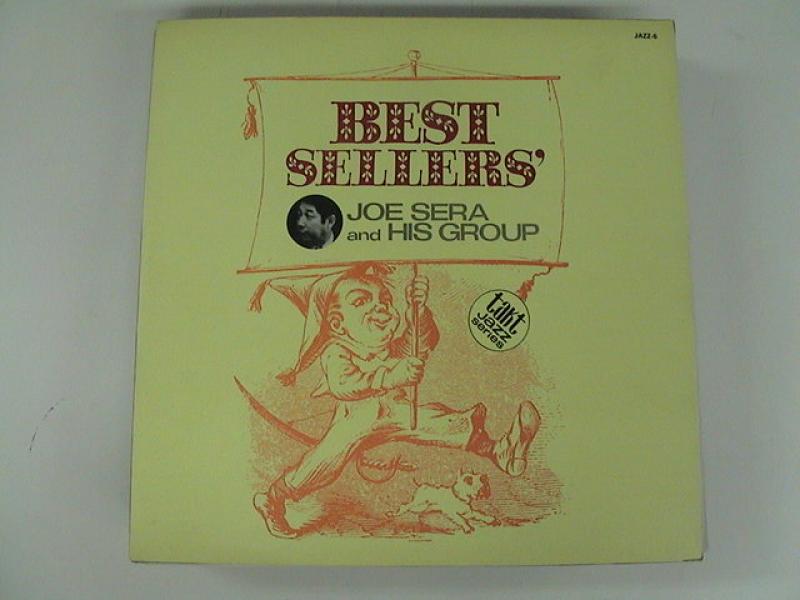 JAZZ-6
BEST
SELLERS'
JOE SERA
and HIS GROUP
takt
jazz
series